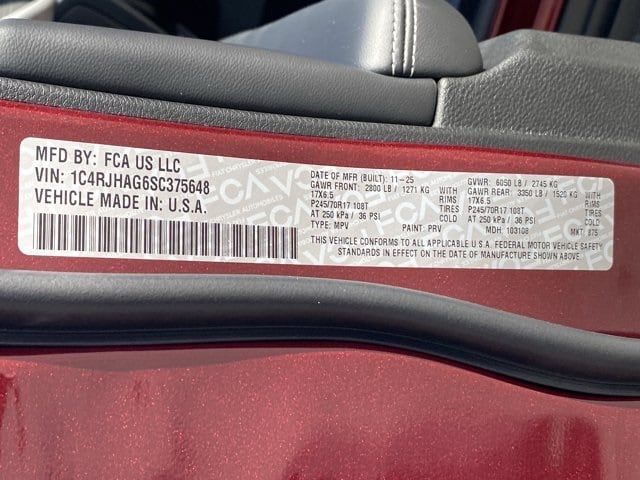 MFD BY: FCA US LLC
VIN: 1C4RJHAG6SC375648
VEHICLE MADE IN: U.S.A.
DATE OF MFR (BUILT): 11-25 GVWR: 6050 LB / 2745 KG
GAWR FRONT: 2800 LB / 1271 KG WITH GAWR REAR: 3350 LB / 1520 KG WITH
17X6.5 RIMS 17X6.5 RIMS
P245/70R17 108T TIRES P245/70R17 108T TIRES
AT 250 kPa / 36 PSI COLD AT 250 kPa / 36 PSI COLD
TYPE: MPV PAINT: PRV MDH: 103108 MKT: 875
THIS VEHICLE CONFORMS TO ALL APPLICABLE U.S.A. FEDERAL MOTOR VEHICLE SAFETY
STANDARDS IN EFFECT ON THE DATE OF MANUFACTURE SHOWN ABOVE.